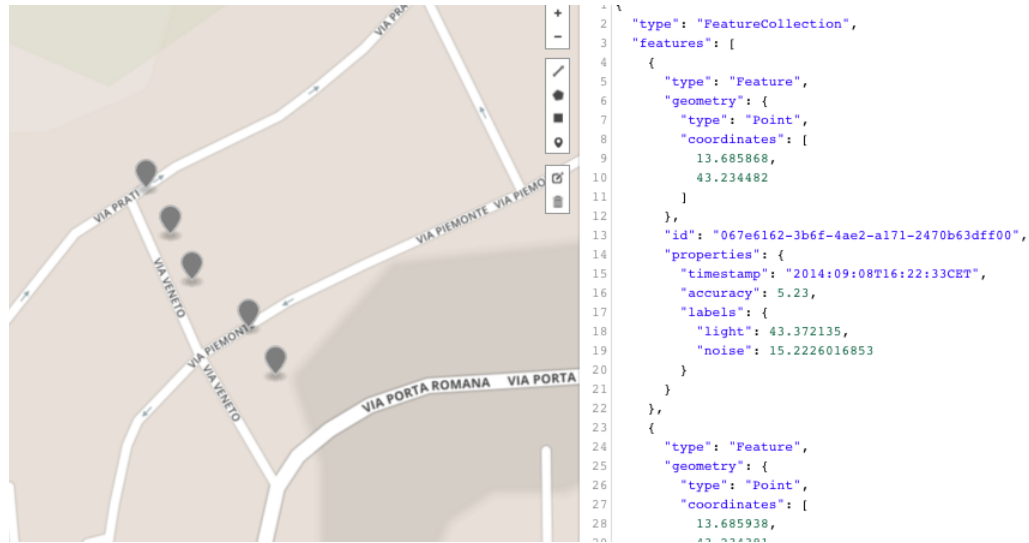 VIA PRA
VIA PRATI
VIA PIEMONTE
VIA PIEMO
VIA VENETO
VIA PIEMONT
VIA VENETO
VIA PORTA ROMANA
VIA PORTA
+
−
1 {
2 "type": "FeatureCollection",
3 "features": [
4 {
5 "type": "Feature",
6 "geometry": {
7 "type": "Point",
8 "coordinates": [
9 13.685868,
10 43.234482
11 ]
12 },
13 "id": "067e6162-3b6f-4ae2-a171-2470b63dff00",
14 "properties": {
15 "timestamp": "2014:09:08T16:22:33CET",
16 "accuracy": 5.23,
17 "labels": {
18 "light": 43.372135,
19 "noise": 15.2226016853
20 }
21 }
22 },
23 {
24 "type": "Feature",
25 "geometry": {
26 "type": "Point",
27 "coordinates": [
28 13.685938,